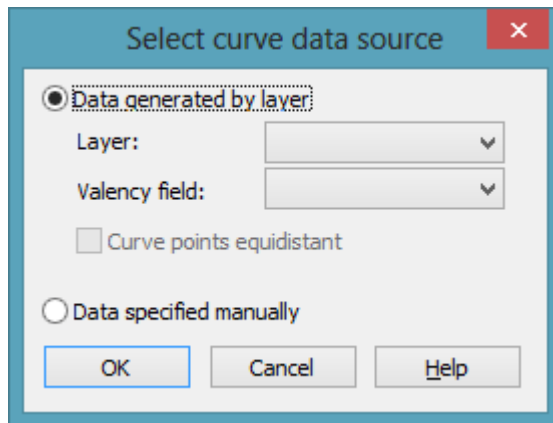 Select curve data source
Data generated by layer
Layer:
Valency field:
Curve points equidistant
Data specified manually
OK Cancel Help